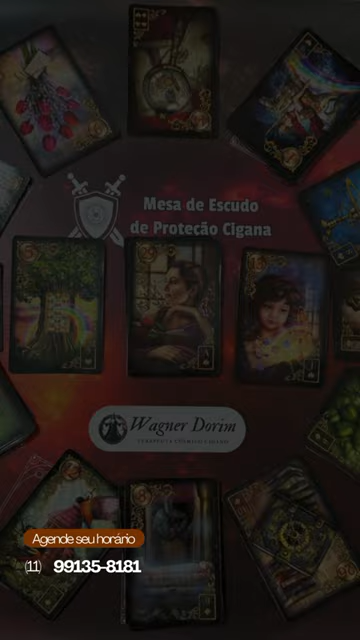 Mesa de Escudo
de Proteção Cigana
Wagner Dorim
Agende seu horário
(11) 99135-8181